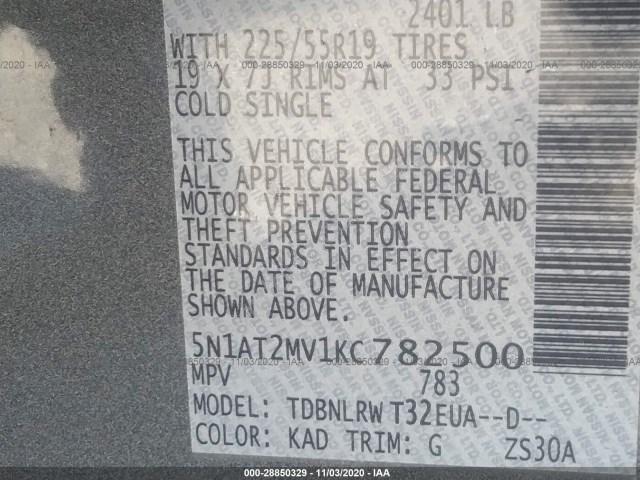 2401 LB
WITH 225/55R19 TIRES
19 X 7J RIMS AT 33 PSI
COLD SINGLE
THIS VEHICLE CONFORMS TO
ALL APPLICABLE FEDERAL
MOTOR VEHICLE SAFETY AND
THEFT PREVENTION
STANDARDS IN EFFECT ON
THE DATE OF MANUFACTURE
SHOWN ABOVE.
5N1AT2MV1KC782500
MPV 783
MODEL: TDBNLRW T32EUA--D--
COLOR: KAD TRIM: G ZS30A
000-28850329 - 11/03/2020 - IAA